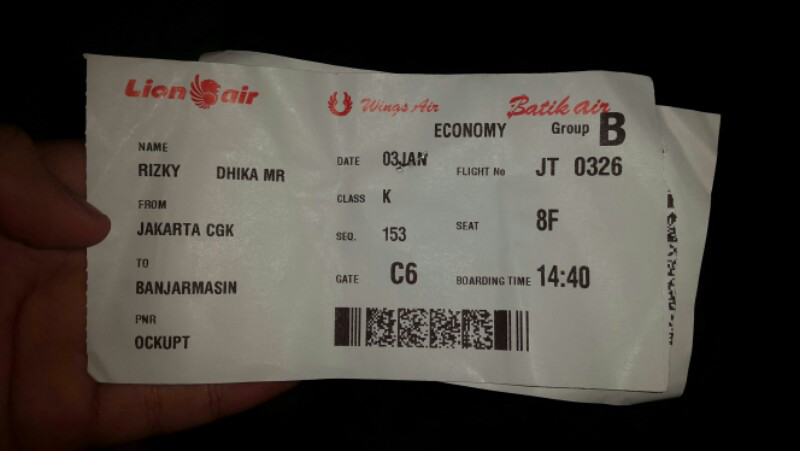 Lion air Wings Air Batik air
ECONOMY Group B
NAME
RIZKY DHIKA MR
DATE 03JAN FLIGHT No JT 0326
CLASS K
FROM
JAKARTA CGK
SEQ. 153 SEAT 8F
TO
BANJARMASIN
GATE C6 BOARDING TIME 14:40
PNR
OCKUPT